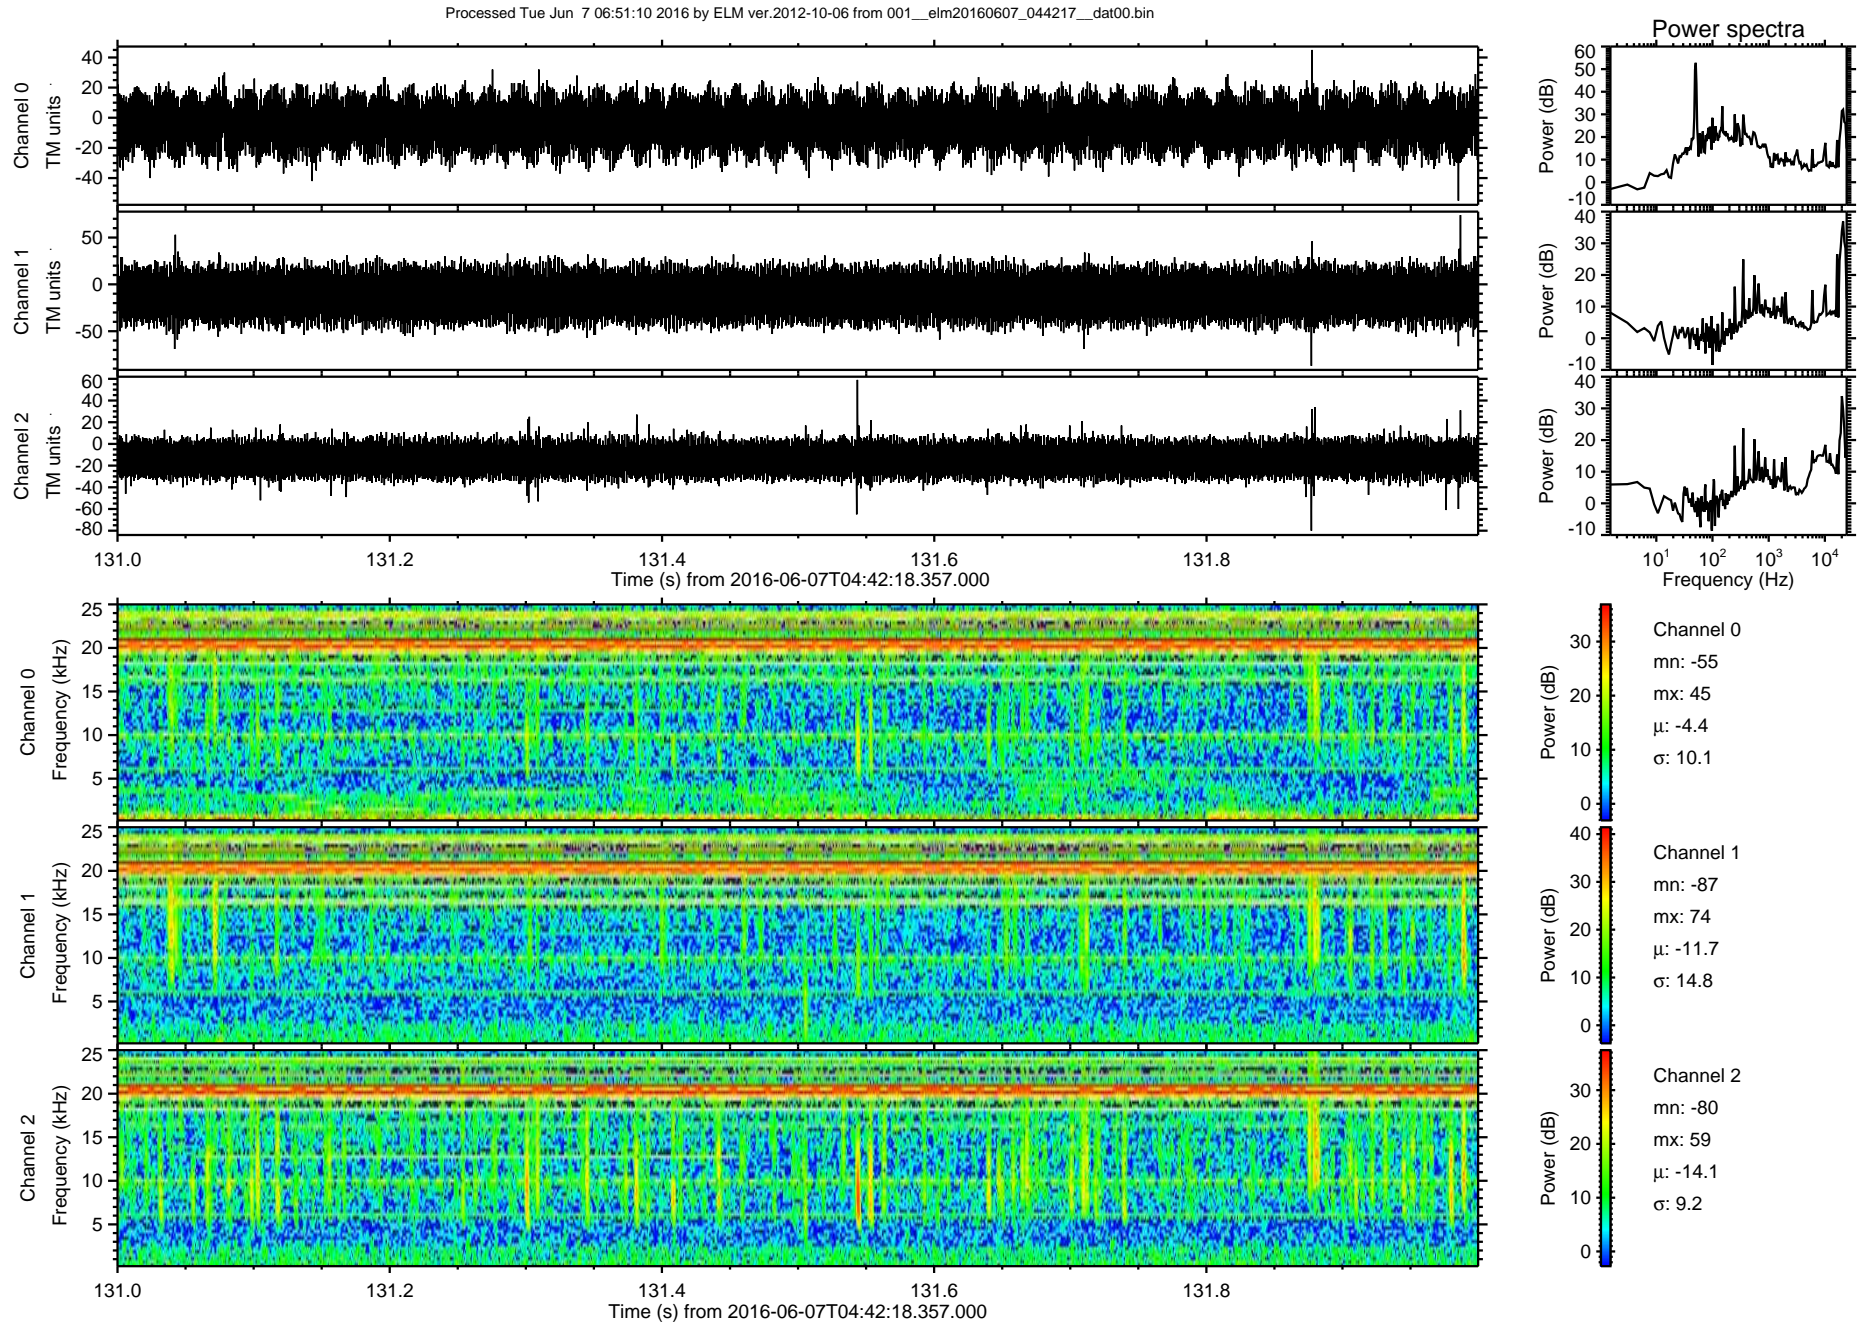 Processed Tue Jun  7 06:51:10 2016 by ELM ver.2012-10-06 from 001__elm20160607_044217__dat00.bin
Power spectra
Channel 0
TM units
40
20
0
-20
-40
Power (dB)
60
50
40
30
20
10
0
-10
Channel 1
TM units
50
0
-50
Power (dB)
40
30
20
10
0
-10
Channel 2
TM units
60
40
20
0
-20
-40
-60
-80
Power (dB)
40
30
20
10
0
-10
131.0 131.2 131.4 131.6 131.8
Time (s) from 2016-06-07T04:42:18.357.000
10^1 10^2 10^3 10^4
Frequency (Hz)
Channel 0
Frequency (kHz)
25
20
15
10
5
Power (dB)
30
20
10
0
Channel 0
mn: -55
mx: 45
μ: -4.4
σ: 10.1
Channel 1
Frequency (kHz)
25
20
15
10
5
Power (dB)
40
30
20
10
0
Channel 1
mn: -87
mx: 74
μ: -11.7
σ: 14.8
Channel 2
Frequency (kHz)
25
20
15
10
5
Power (dB)
30
20
10
0
Channel 2
mn: -80
mx: 59
μ: -14.1
σ: 9.2
131.0 131.2 131.4 131.6 131.8
Time (s) from 2016-06-07T04:42:18.357.000